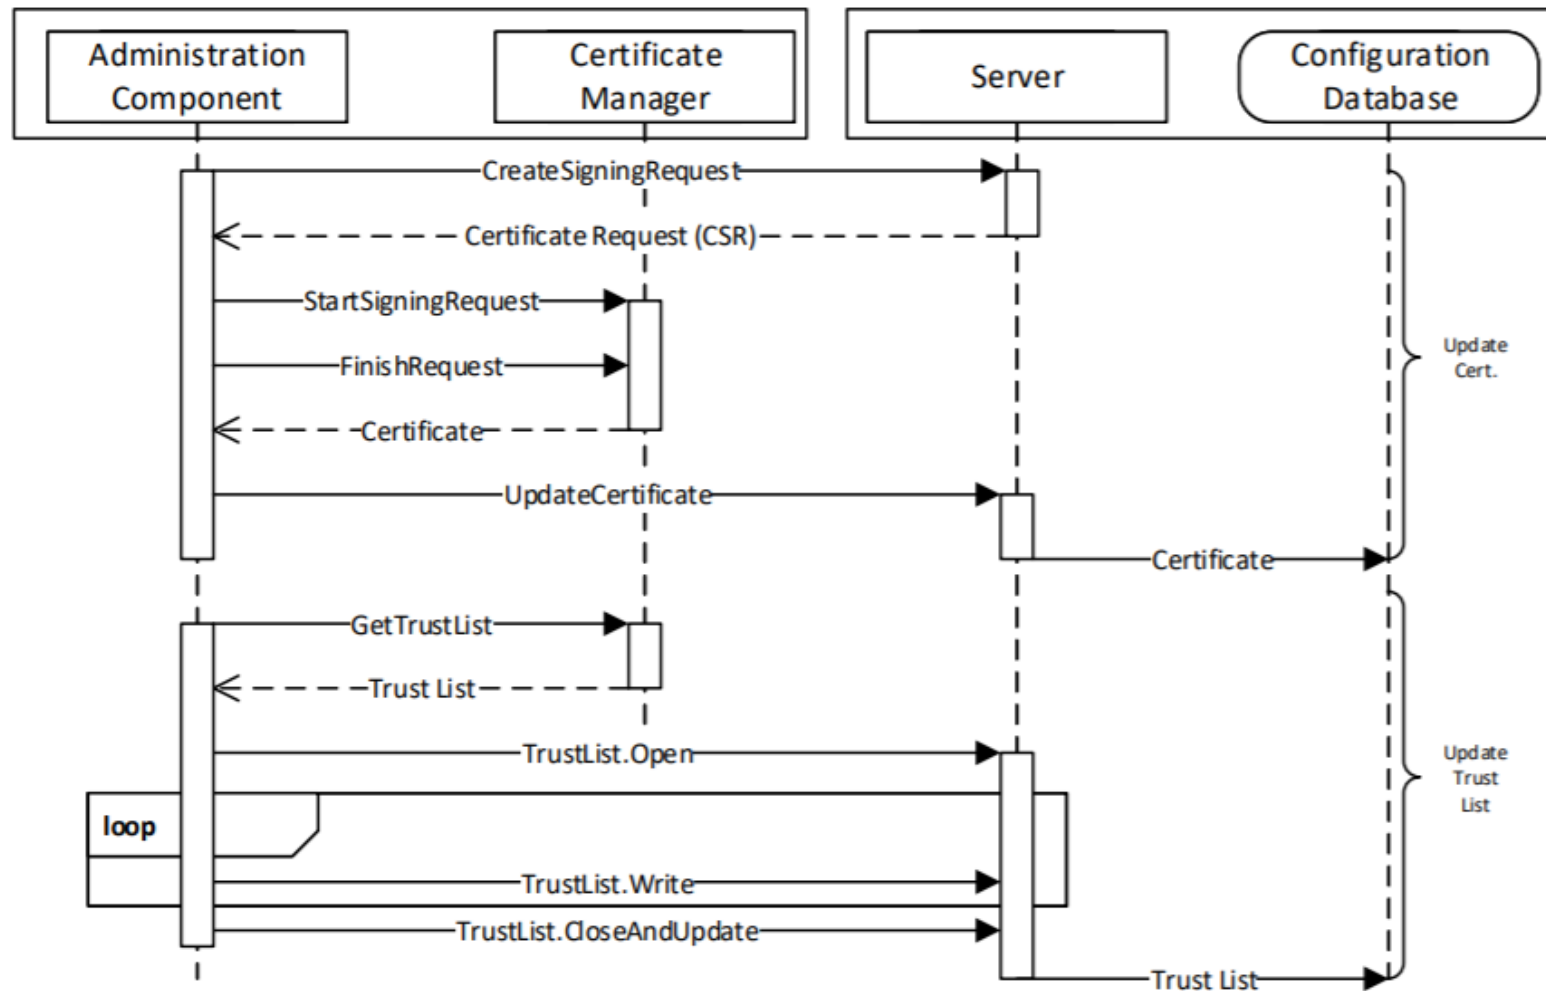 Administration
Component
Certificate
Manager
Server
Configuration
Database
CreateSigningRequest
Certificate Request (CSR)
StartSigningRequest
FinishRequest
Update
Cert.
Certificate
UpdateCertificate
Certificate
GetTrustList
Trust List
TrustList.Open
Update
Trust
List
loop
TrustList.Write
TrustList.CloseAndUpdate
Trust List